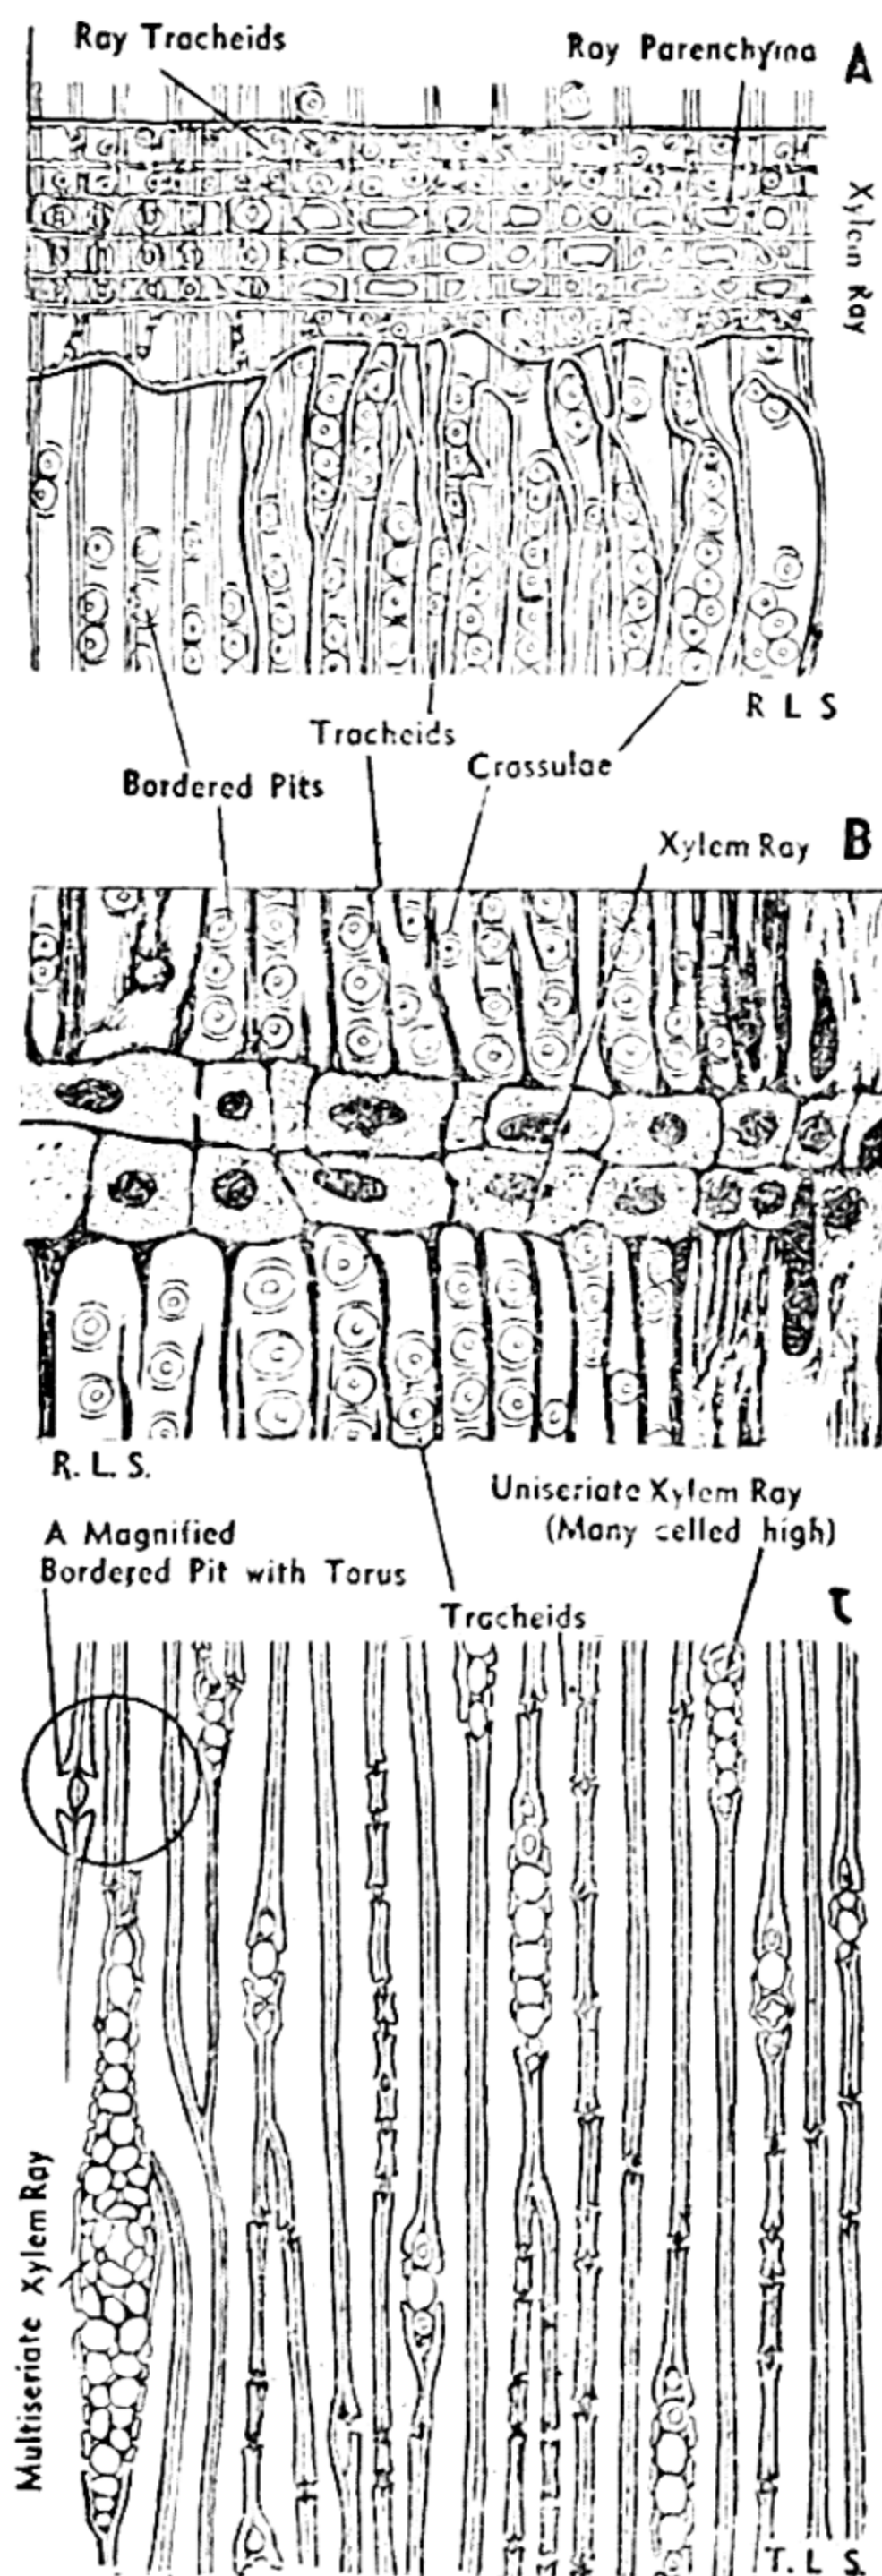 Ray Tracheids
Ray Parenchyma
A
Xylem Ray
R L S
Tracheids
Crassulae
Bordered Pits
Xylem Ray
B
R. L. S.
Uniseriate Xylem Ray
(Many celled high)
A Magnified
Bordered Pit with Torus
Tracheids
C
Multiseriate Xylem Ray
T. L. S.